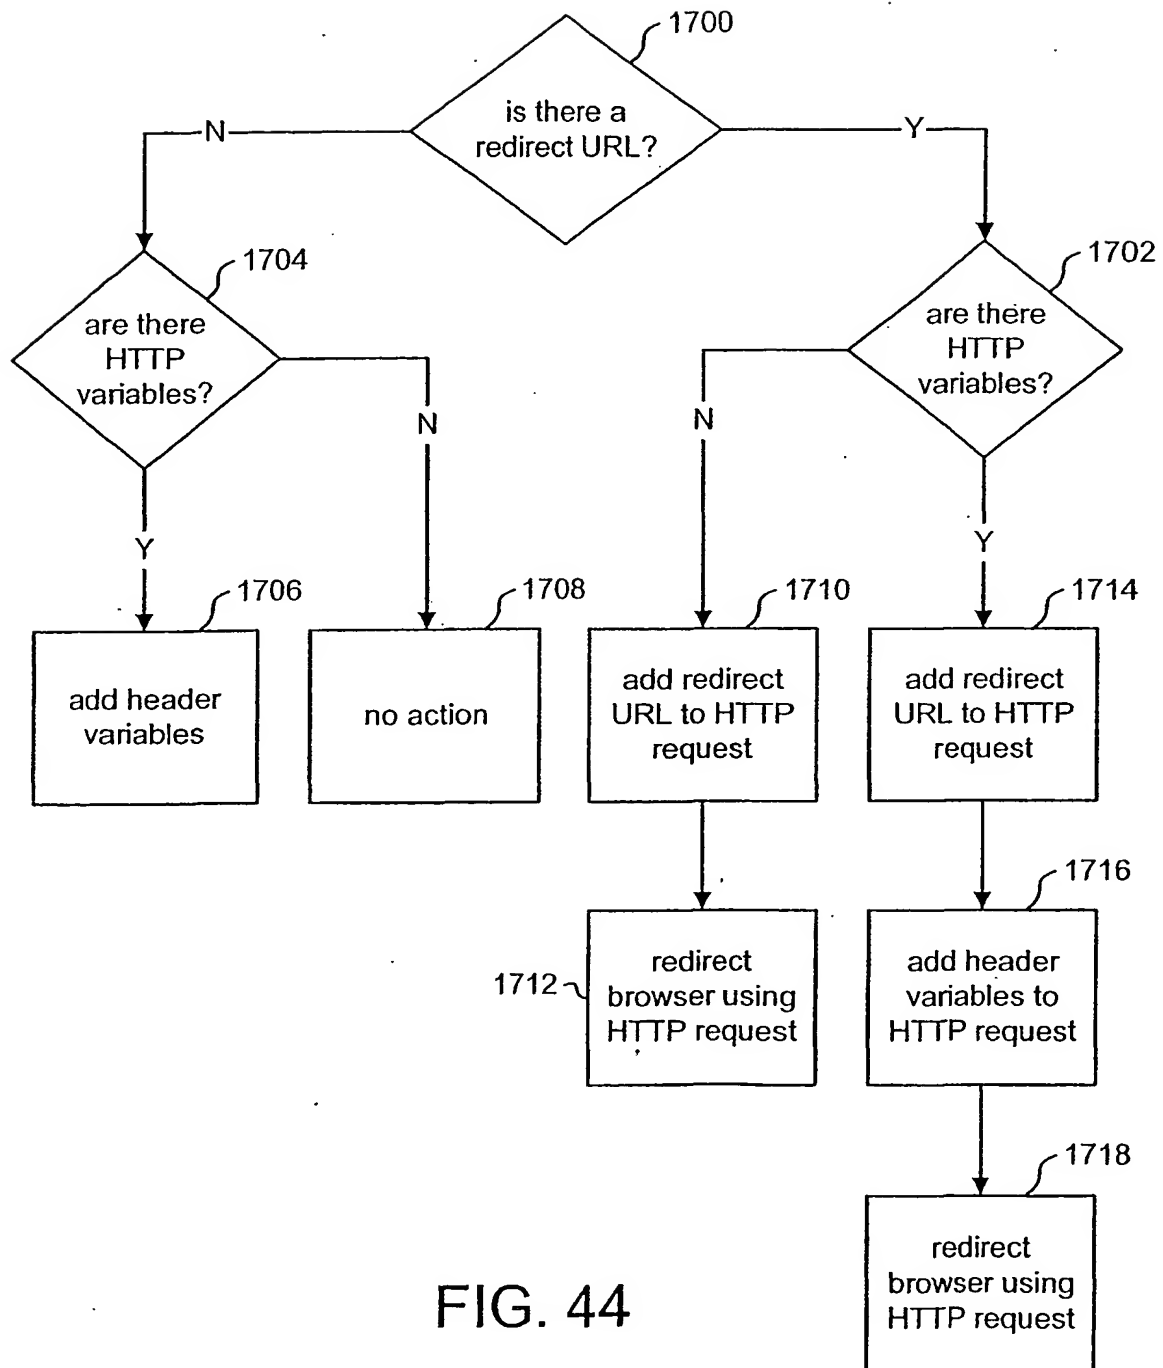 1700
is there a
redirect URL?
N
Y
1704
are there
HTTP
variables?
1702
are there
HTTP
variables?
N
N
Y
Y
1706
add header
variables
1708
no action
1710
add redirect
URL to HTTP
request
1714
add redirect
URL to HTTP
request
1712
redirect
browser using
HTTP request
1716
add header
variables to
HTTP request
1718
redirect
browser using
HTTP request
FIG. 44